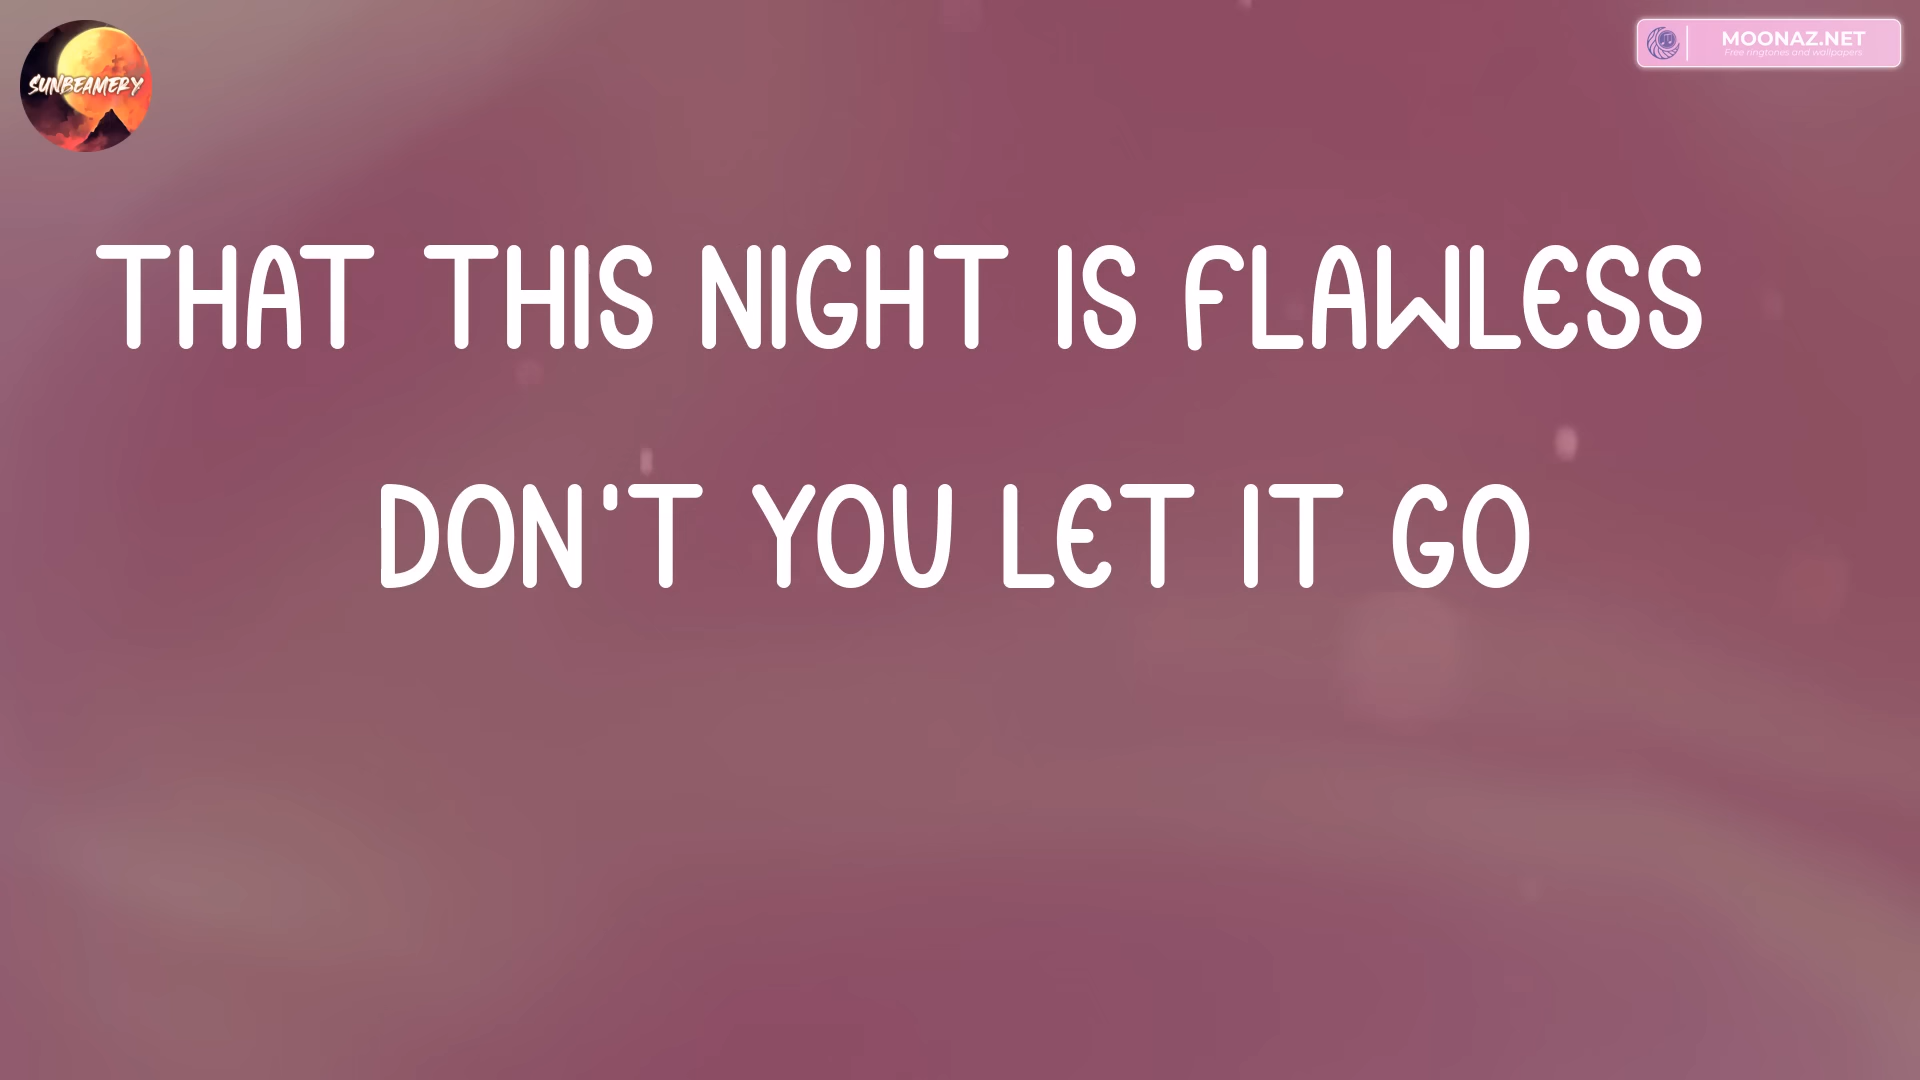 SUNBEAMERY
MOONAZ.NET
Free ringtones and wallpapers
THAT THIS NIGHT IS FLAWLESS
DON'T YOU LET IT GO